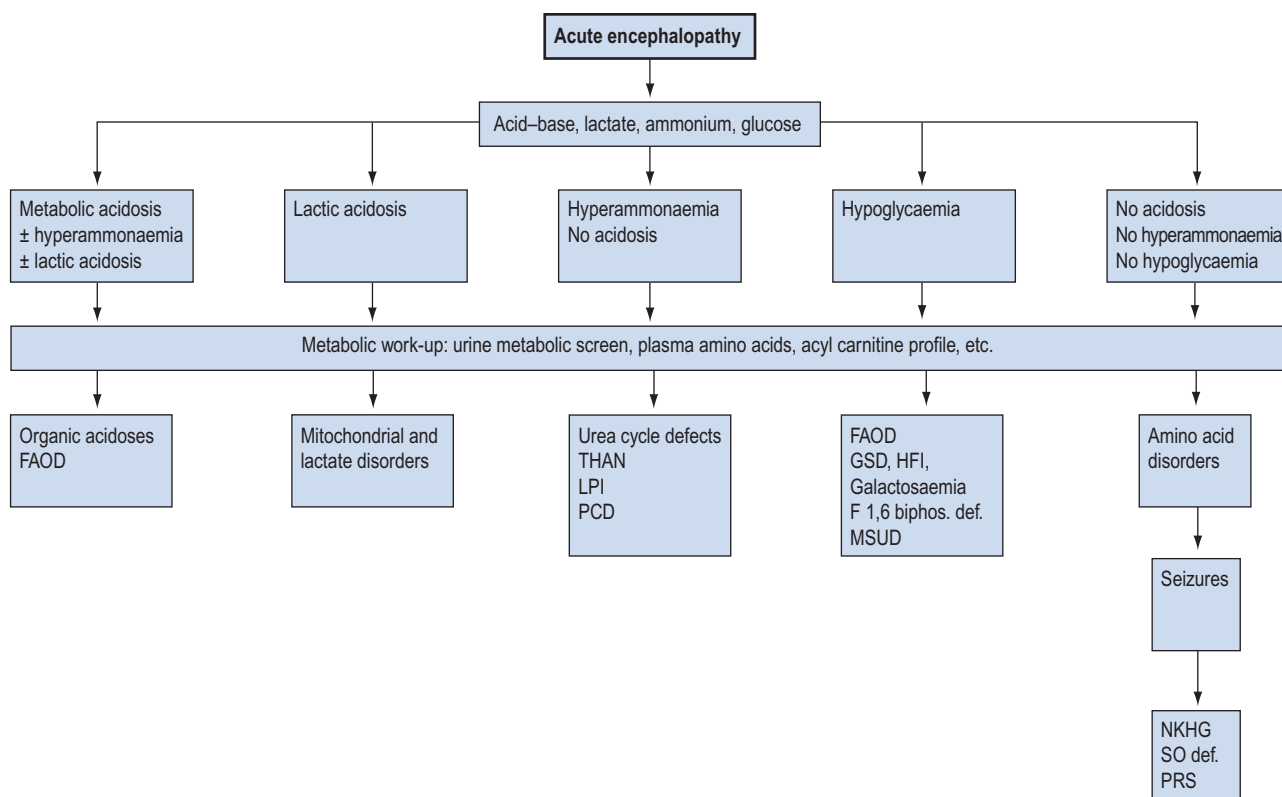 Acute encephalopathy
Acid–base, lactate, ammonium, glucose
Metabolic acidosis
± hyperammonaemia
± lactic acidosis
Lactic acidosis
Hyperammonaemia
No acidosis
Hypoglycaemia
No acidosis
No hyperammonaemia
No hypoglycaemia
Metabolic work-up: urine metabolic screen, plasma amino acids, acyl carnitine profile, etc.
Organic acidoses
FAOD
Mitochondrial and
lactate disorders
Urea cycle defects
THAN
LPI
PCD
FAOD
GSD, HFI,
Galactosaemia
F 1,6 biphos. def.
MSUD
Amino acid
disorders
Seizures
NKHG
SO def.
PRS